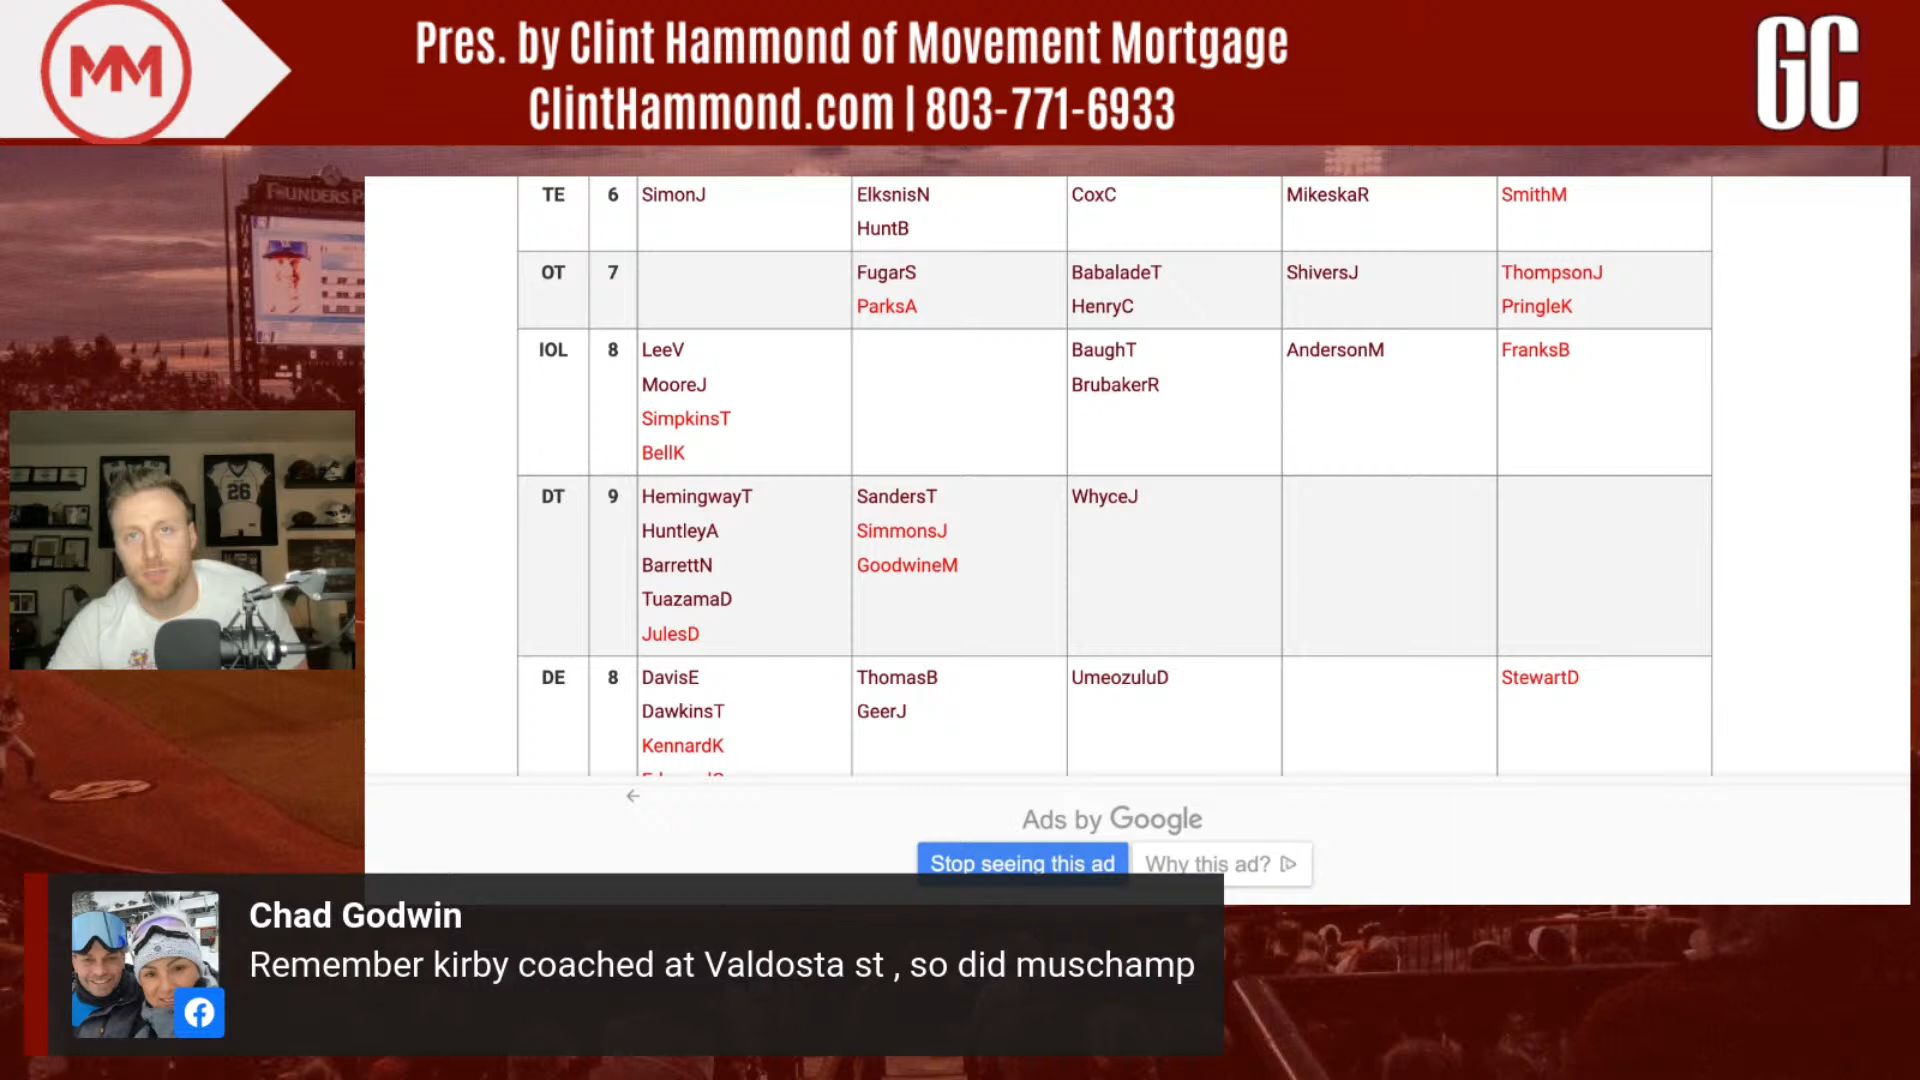 MM
Pres. by Clint Hammond of Movement Mortgage
ClintHammond.com | 803-771-6933
GC
FOUNDERS
TE 6 SimonJ ElksnisN CoxC MikeskaR SmithM
HuntB
OT 7 FugarS BabaladeT ShiversJ ThompsonJ
ParksA HenryC PringleK
IOL 8 LeeV BaughT AndersonM FranksB
MooreJ BrubakerR
SimpkinsT
BellK
26
DT 9 HemingwayT SandersT WhyceJ
HuntleyA SimmonsJ
BarrettN GoodwineM
TuazamaD
JulesD
DE 8 DavisE ThomasB UmeozuluD StewartD
DawkinsT GeerJ
KennardK
Ads by Google
Stop seeing this ad Why this ad?
Chad Godwin
Remember kirby coached at Valdosta st , so did muschamp